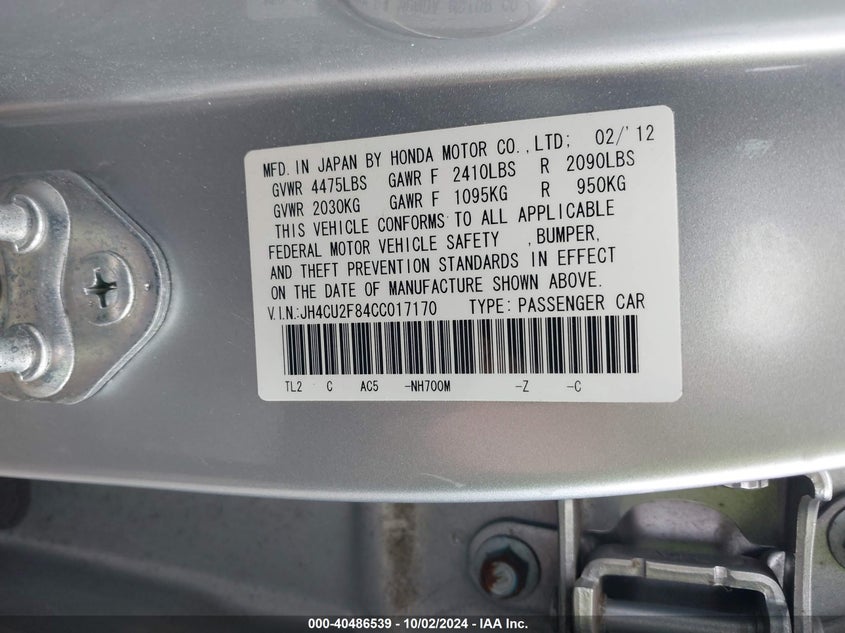 MFD. IN JAPAN BY HONDA MOTOR CO.,LTD; 02/'12
GVWR 4475LBS GAWR F 2410LBS R 2090LBS
GVWR 2030KG GAWR F 1095KG R 950KG
THIS VEHICLE CONFORMS TO ALL APPLICABLE
FEDERAL MOTOR VEHICLE SAFETY ,BUMPER,
AND THEFT PREVENTION STANDARDS IN EFFECT
ON THE DATE OF MANUFACTURE SHOWN ABOVE.
V.I.N.:JH4CU2F84CC017170 TYPE: PASSENGER CAR
TL2 C AC5 -NH700M -Z -C
000-40486539 - 10/02/2024 - IAA Inc.